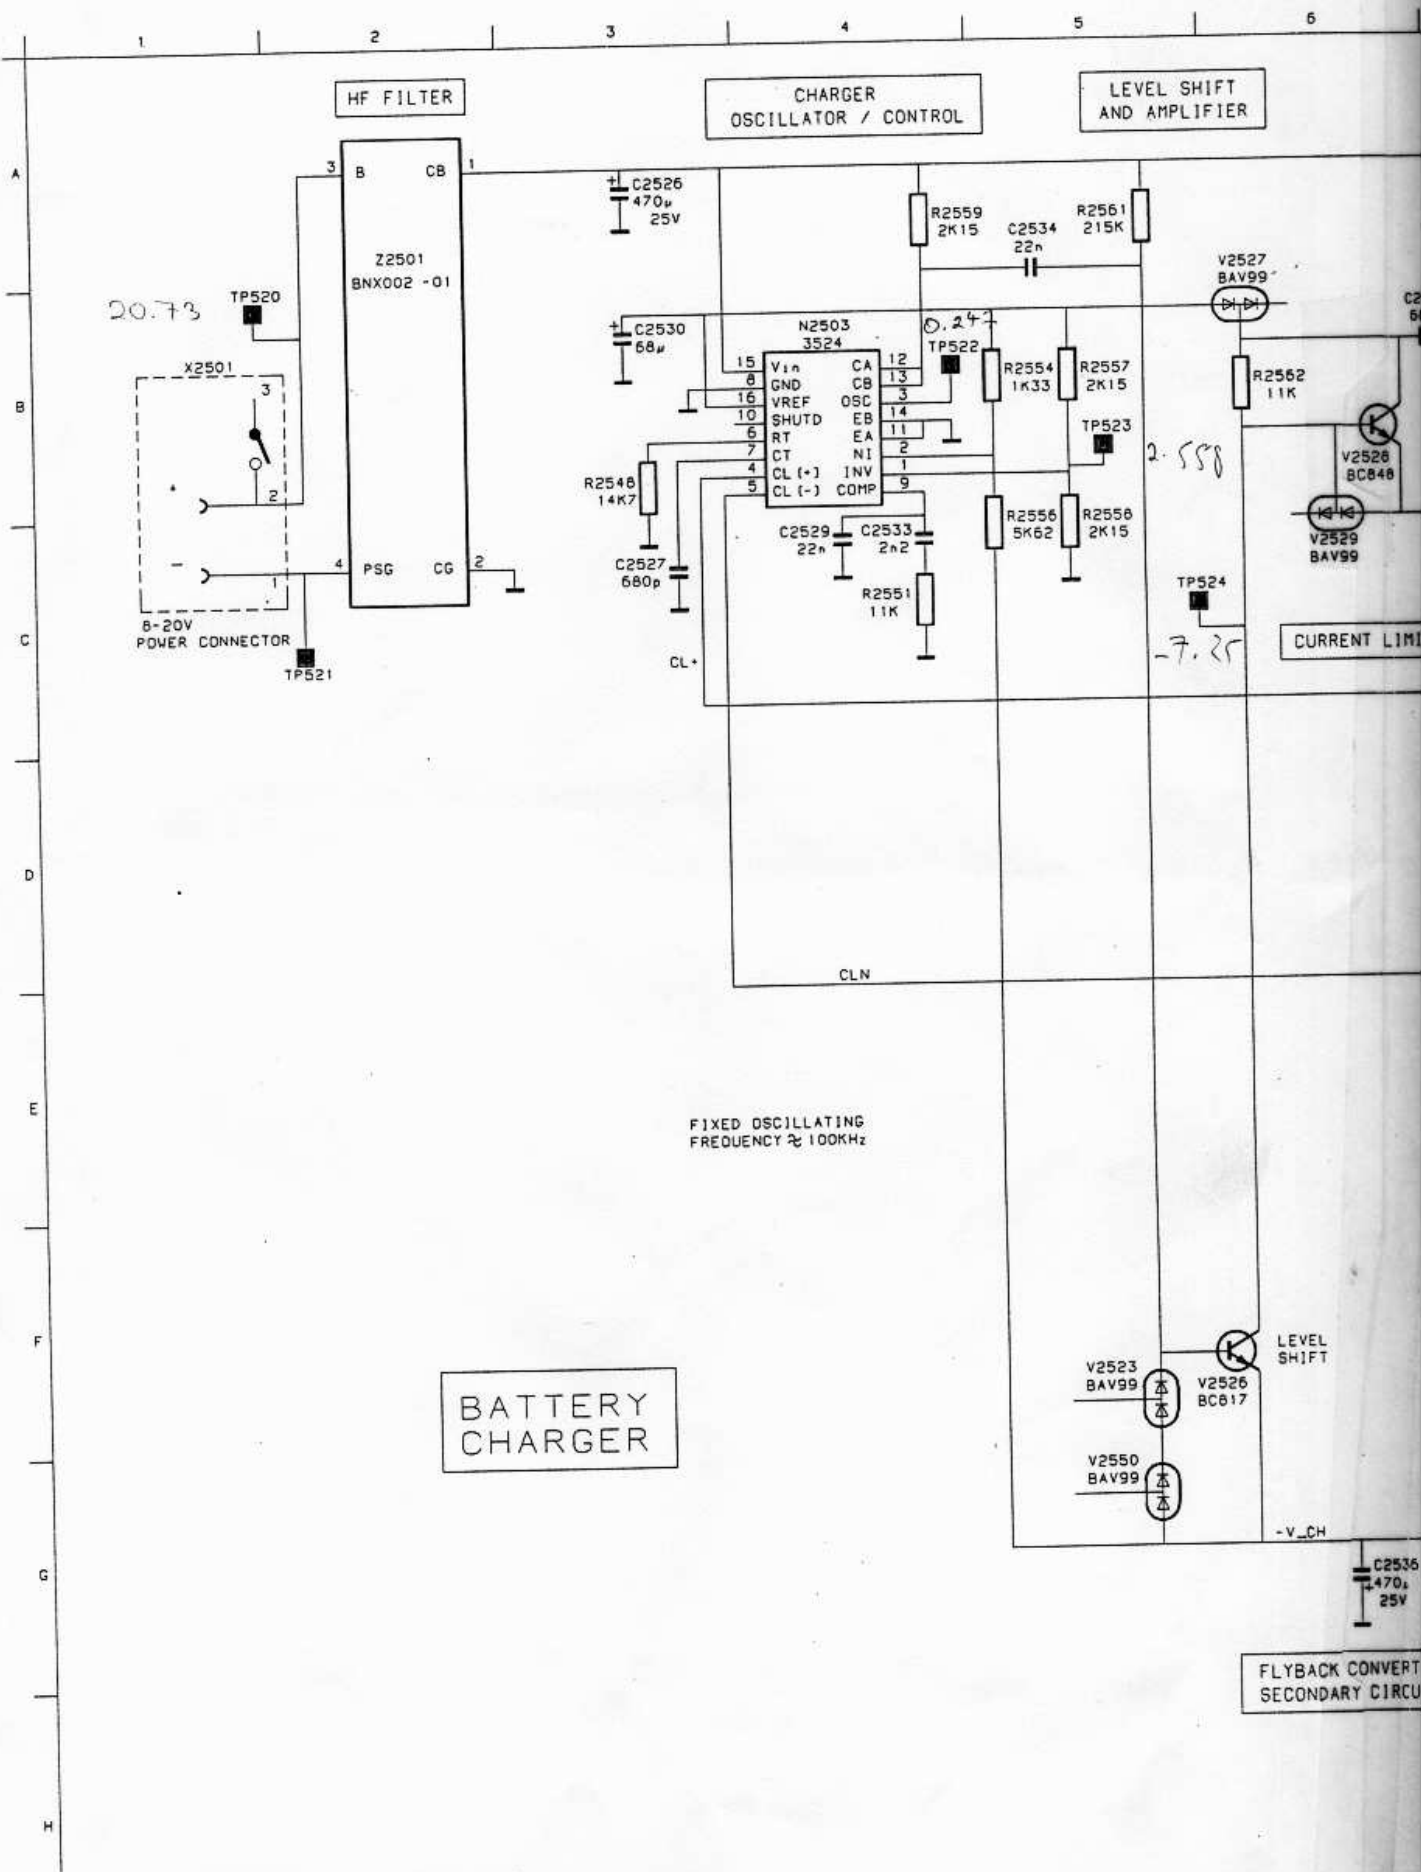 1 2 3 4 5 6
A
B
C
D
E
F
G
H
HF FILTER
CHARGER
OSCILLATOR / CONTROL
LEVEL SHIFT
AND AMPLIFIER
3 B CB 1
Z2501
BNX002 -01
4 PSG CG 2
20.73
TP520
X2501
3
+
2
-
1
8-20V
POWER CONNECTOR
TP521
+
C2526
470µ
25V
+
C2530
68µ
R2559
2K15
C2534
22n
R2561
215K
V2527
BAV99
N2503
3524
0.247
TP522
15 Vin CA 12
8 GND CB 13
16 VREF OSC 3
10 SHUTD EB 14
6 RT EA 11
7 CT NI 2
4 CL (+) INV 1
5 CL (-) COMP 9
R2554
1K33
R2557
2K15
TP523
2.558
R2562
11K
V2528
BC848
V2529
BAV99
R2548
14K7
C2527
680p
C2529
22n
C2533
2n2
R2551
11K
R2556
5K62
R2558
2K15
TP524
-7.25
CURRENT LIMI
CL+
CLN
FIXED OSCILLATING
FREQUENCY ≈ 100KHz
BATTERY
CHARGER
V2523
BAV99
V2526
BC817
LEVEL
SHIFT
V2550
BAV99
-V_CH
C2536
+
470µ
25V
FLYBACK CONVERT
SECONDARY CIRCU